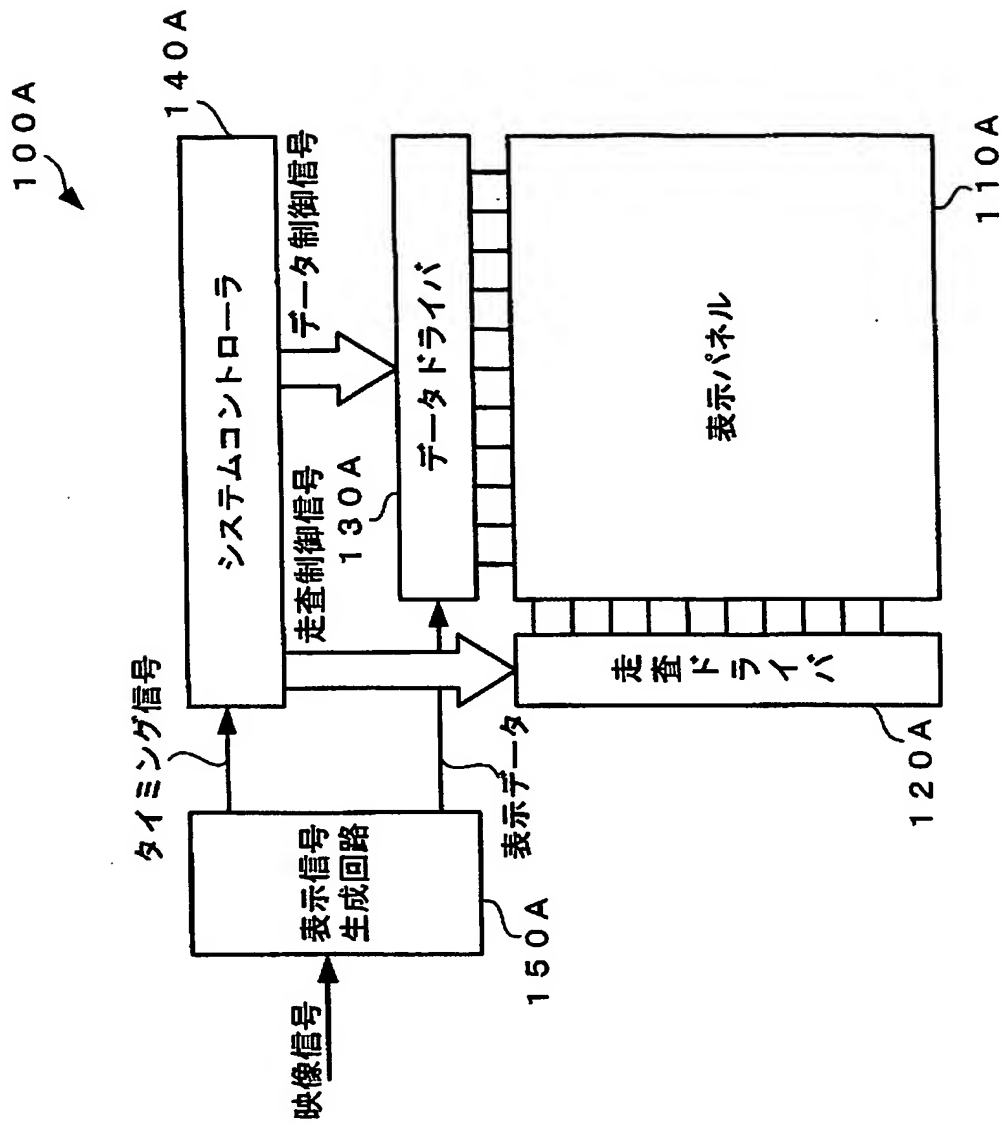 100A
140A
システムコントローラ
タイミング信号
データ制御信号
走査制御信号
130A
データドライバ
表示信号
生成回路
映像信号
150A
表示データ
走査ドライバ
120A
表示パネル
110A